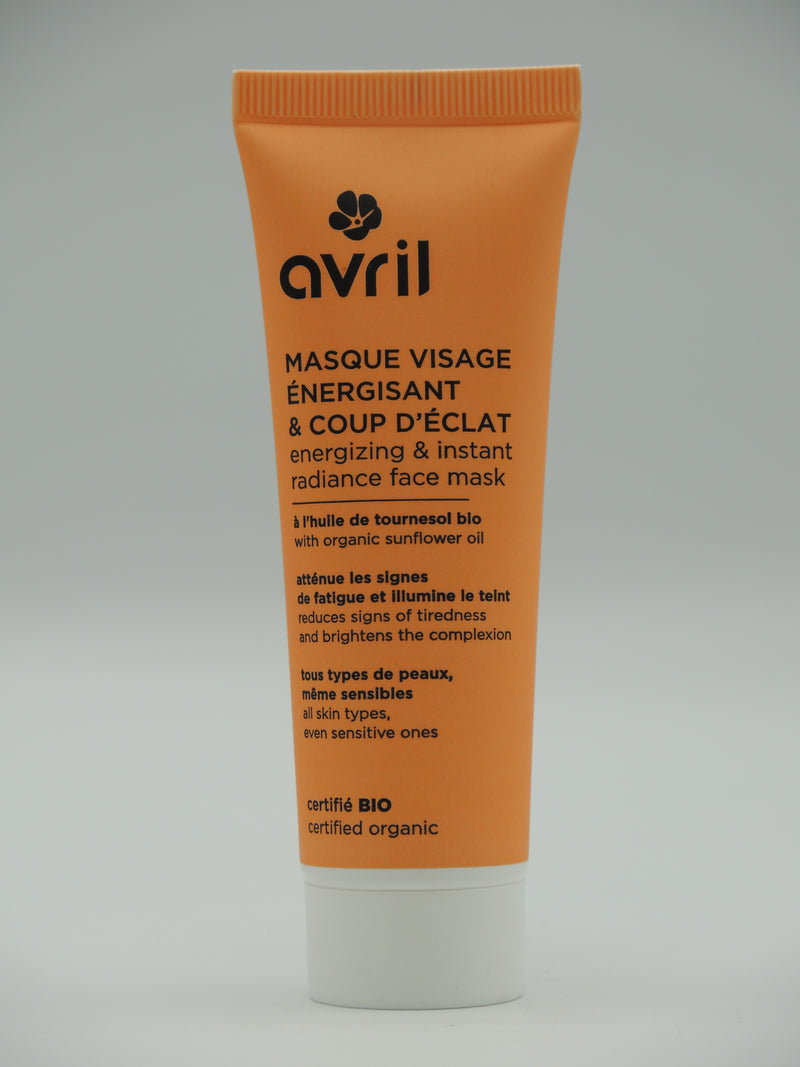 avril
MASQUE VISAGE
ÉNERGISANT
& COUP D'ÉCLAT
energizing & instant
radiance face mask
à l'huile de tournesol bio
with organic sunflower oil
atténue les signes
de fatigue et illumine le teint
reduces signs of tiredness
and brightens the complexion
tous types de peaux,
même sensibles
all skin types,
even sensitive ones
certifié BIO
certified organic